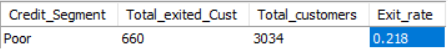 Credit_Segment Total_exited_Cust Total_customers Exit_rate
Poor 660 3034 0.218